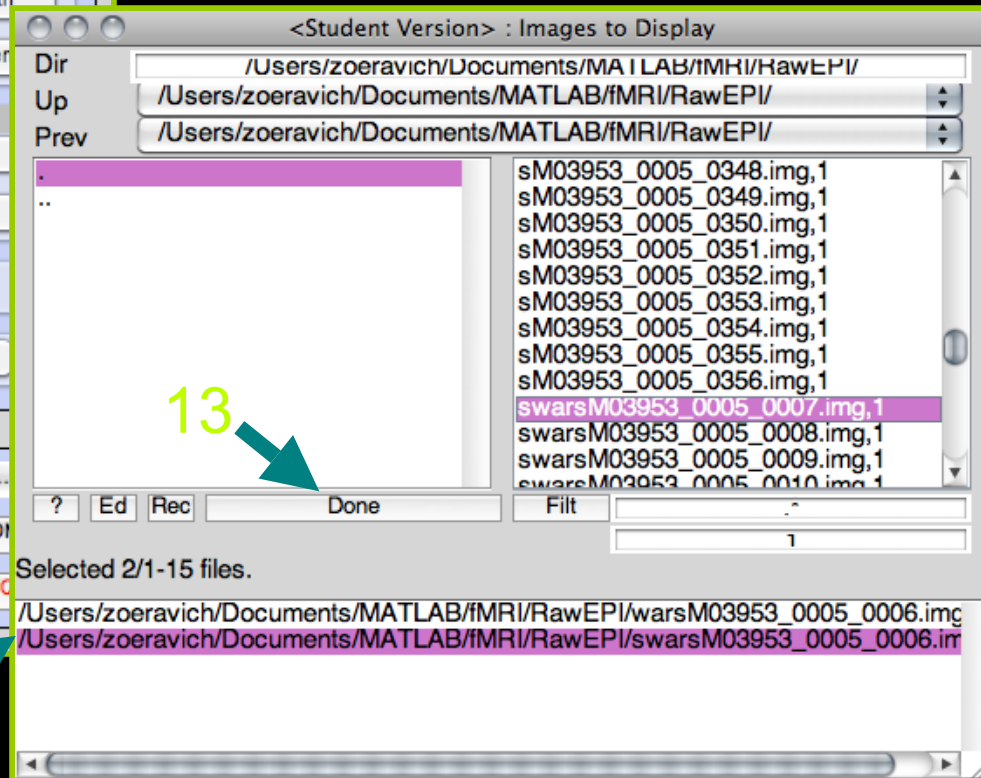 <Student Version> : Images to Display
Dir /Users/zoeravich/Documents/MATLAB/fMRI/RawEPI/
Up /Users/zoeravich/Documents/MATLAB/fMRI/RawEPI/
Prev /Users/zoeravich/Documents/MATLAB/fMRI/RawEPI/
.
..
sM03953_0005_0348.img,1
sM03953_0005_0349.img,1
sM03953_0005_0350.img,1
sM03953_0005_0351.img,1
sM03953_0005_0352.img,1
sM03953_0005_0353.img,1
sM03953_0005_0354.img,1
sM03953_0005_0355.img,1
sM03953_0005_0356.img,1
swarsM03953_0005_0007.img,1
swarsM03953_0005_0008.img,1
swarsM03953_0005_0009.img,1
swarsM03953_0005_0010.img,1
13
? Ed Rec Done Filt
1
Selected 2/1-15 files.
/Users/zoeravich/Documents/MATLAB/fMRI/RawEPI/warsM03953_0005_0006.img
/Users/zoeravich/Documents/MATLAB/fMRI/RawEPI/swarsM03953_0005_0006.im